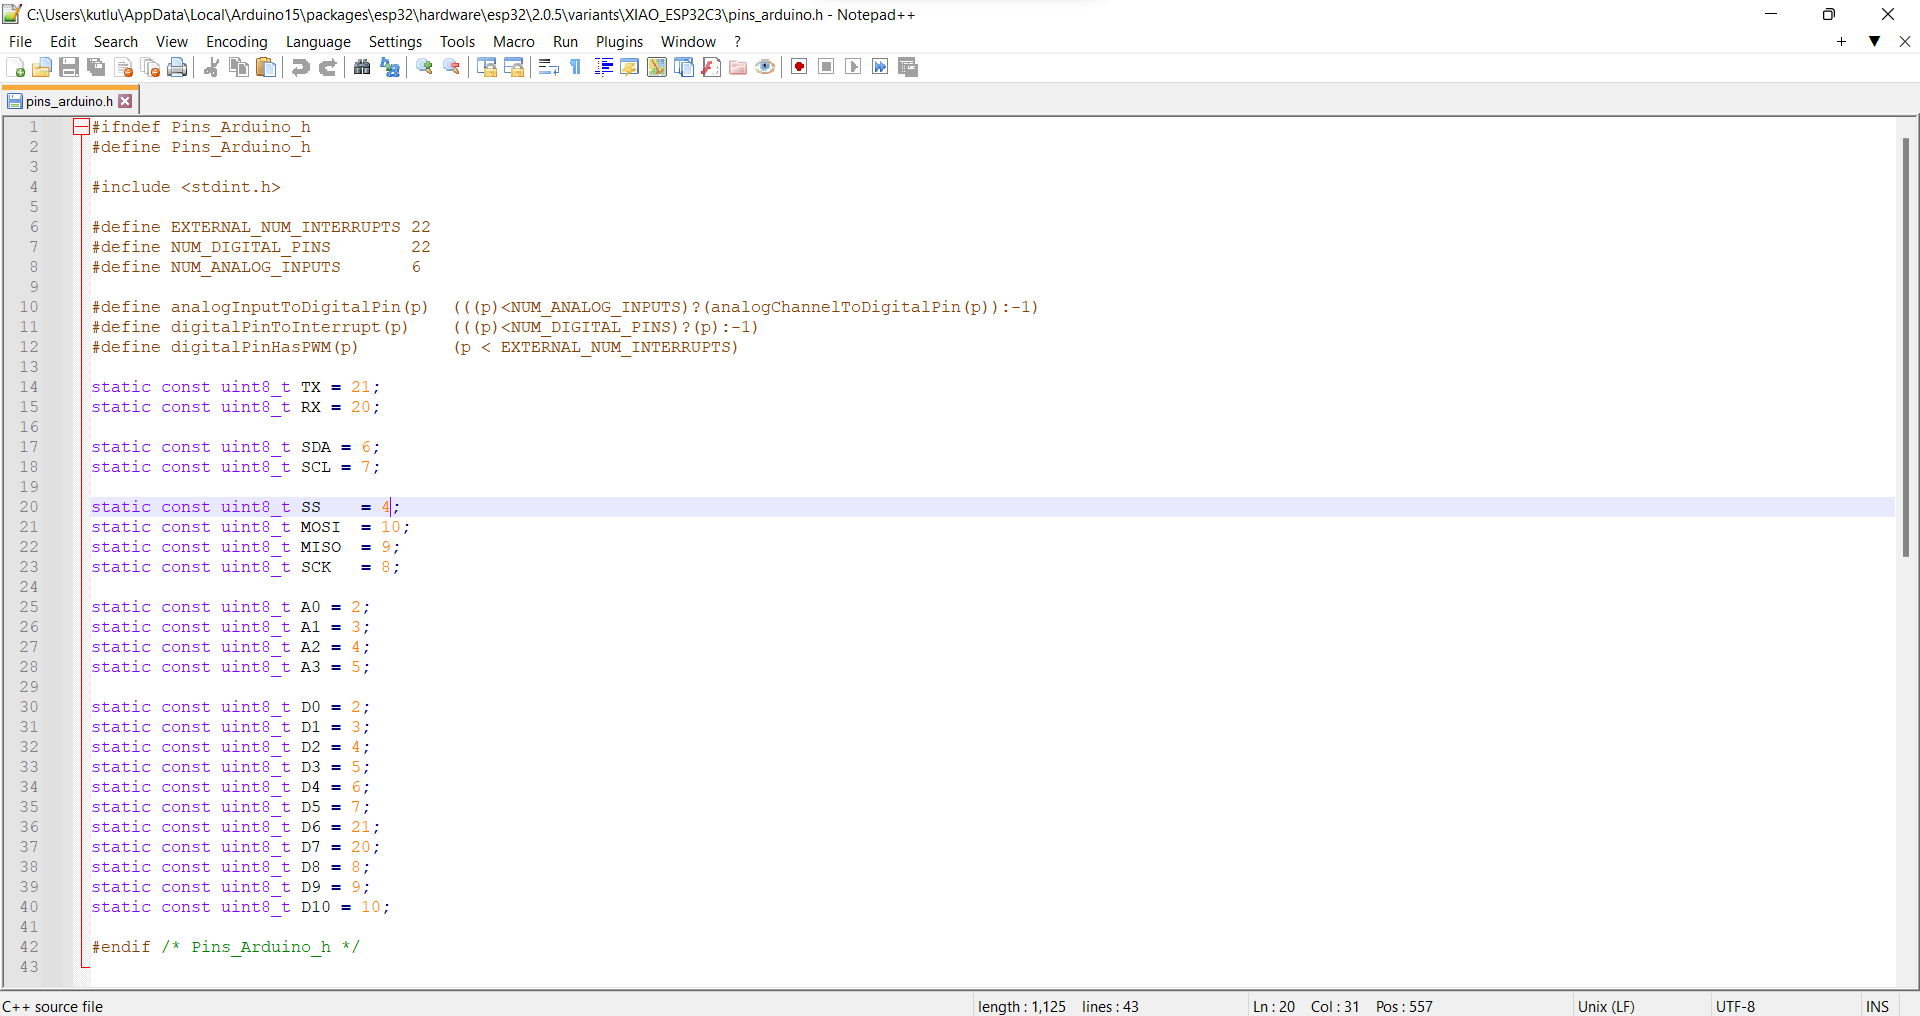 C:\Users\kutlu\AppData\Local\Arduino15\packages\esp32\hardware\esp32\2.0.5\variants\XIAO_ESP32C3\pins_arduino.h - Notepad++
File Edit Search View Encoding Language Settings Tools Macro Run Plugins Window ?
pins_arduino.h
1 #ifndef Pins_Arduino_h
2 #define Pins_Arduino_h
3
4 #include <stdint.h>
5
6 #define EXTERNAL_NUM_INTERRUPTS 22
7 #define NUM_DIGITAL_PINS        22
8 #define NUM_ANALOG_INPUTS       6
9
10 #define analogInputToDigitalPin(p)  (((p)<NUM_ANALOG_INPUTS)?(analogChannelToDigitalPin(p)):-1)
11 #define digitalPinToInterrupt(p)    (((p)<NUM_DIGITAL_PINS)?(p):-1)
12 #define digitalPinHasPWM(p)         (p < EXTERNAL_NUM_INTERRUPTS)
13
14 static const uint8_t TX = 21;
15 static const uint8_t RX = 20;
16
17 static const uint8_t SDA = 6;
18 static const uint8_t SCL = 7;
19
20 static const uint8_t SS    = 4;
21 static const uint8_t MOSI  = 10;
22 static const uint8_t MISO  = 9;
23 static const uint8_t SCK   = 8;
24
25 static const uint8_t A0 = 2;
26 static const uint8_t A1 = 3;
27 static const uint8_t A2 = 4;
28 static const uint8_t A3 = 5;
29
30 static const uint8_t D0 = 2;
31 static const uint8_t D1 = 3;
32 static const uint8_t D2 = 4;
33 static const uint8_t D3 = 5;
34 static const uint8_t D4 = 6;
35 static const uint8_t D5 = 7;
36 static const uint8_t D6 = 21;
37 static const uint8_t D7 = 20;
38 static const uint8_t D8 = 8;
39 static const uint8_t D9 = 9;
40 static const uint8_t D10 = 10;
41
42 #endif /* Pins_Arduino_h */
43
C++ source file length : 1,125 lines : 43 Ln : 20 Col : 31 Pos : 557 Unix (LF) UTF-8 INS